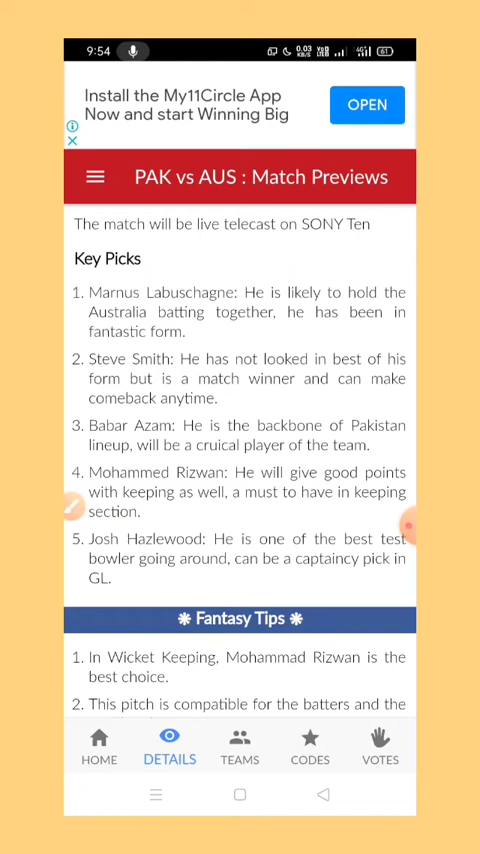 9:54
0.03 KB/S Vo LTE 4G 61
Install the My11Circle App
Now and start Winning Big
OPEN
PAK vs AUS : Match Previews
The match will be live telecast on SONY Ten
Key Picks
1. Marnus Labuschagne: He is likely to hold the
Australia batting together, he has been in
fantastic form.
2. Steve Smith: He has not looked in best of his
form but is a match winner and can make
comeback anytime.
3. Babar Azam: He is the backbone of Pakistan
lineup, will be a cruical player of the team.
4. Mohammed Rizwan: He will give good points
with keeping as well, a must to have in keeping
section.
5. Josh Hazlewood: He is one of the best test
bowler going around, can be a captaincy pick in
GL.
❋ Fantasy Tips ❋
1. In Wicket Keeping, Mohammad Rizwan is the
best choice.
2. This pitch is compatible for the batters and the
HOME DETAILS TEAMS CODES VOTES